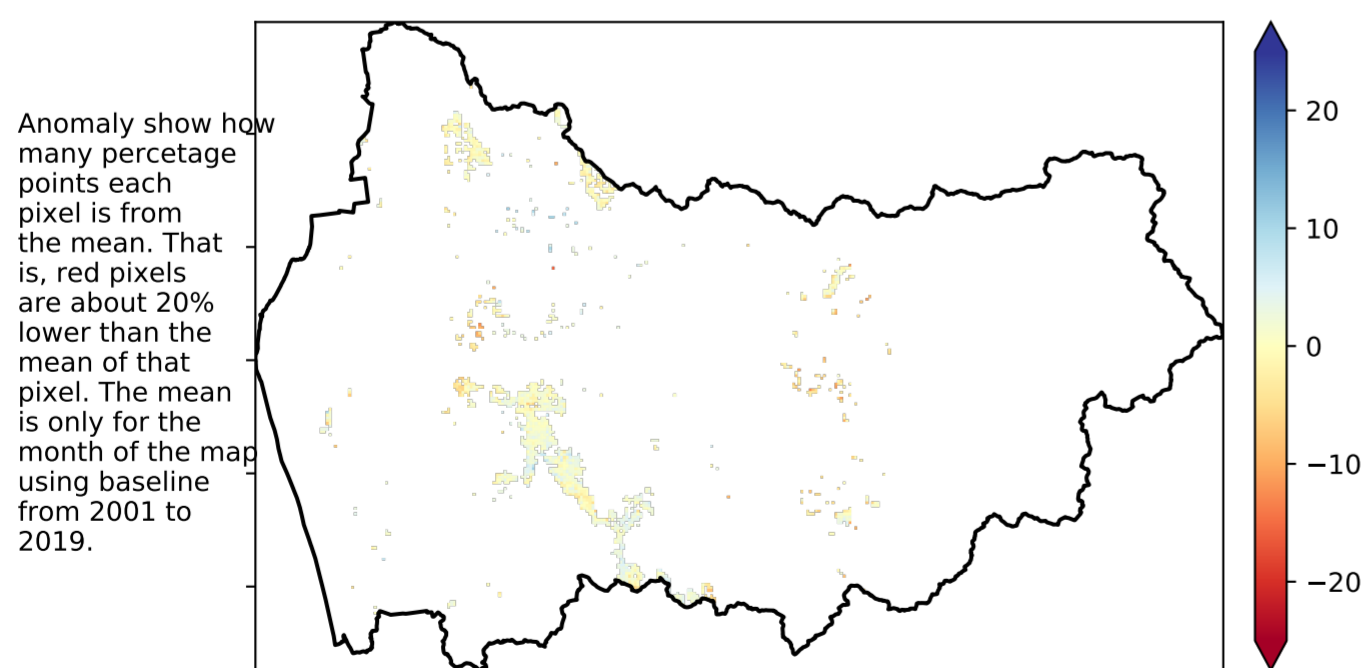 Anomaly show how
many percetage
points each
pixel is from
the mean. That
is, red pixels
are about 20%
lower than the
mean of that
pixel. The mean
is only for the
month of the map
using baseline
from 2001 to
2019.
20
10
0
−10
−20